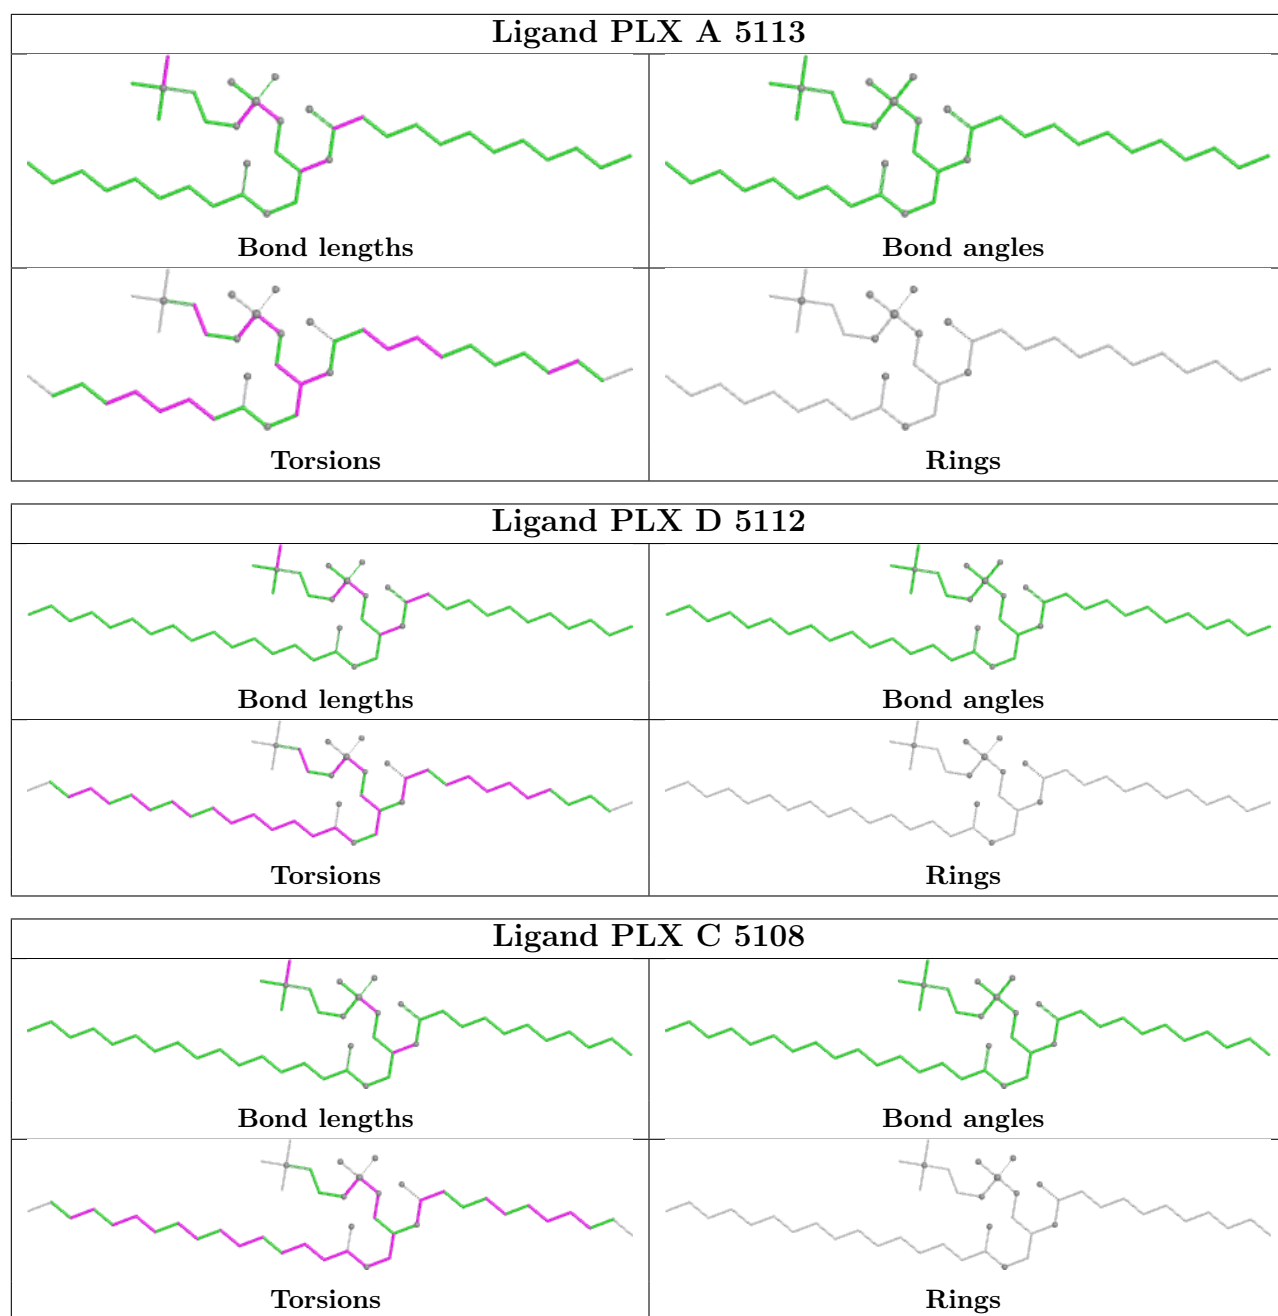 Ligand PLX A 5113
Bond lengths
Bond angles
Torsions
Rings
Ligand PLX D 5112
Bond lengths
Bond angles
Torsions
Rings
Ligand PLX C 5108
Bond lengths
Bond angles
Torsions
Rings